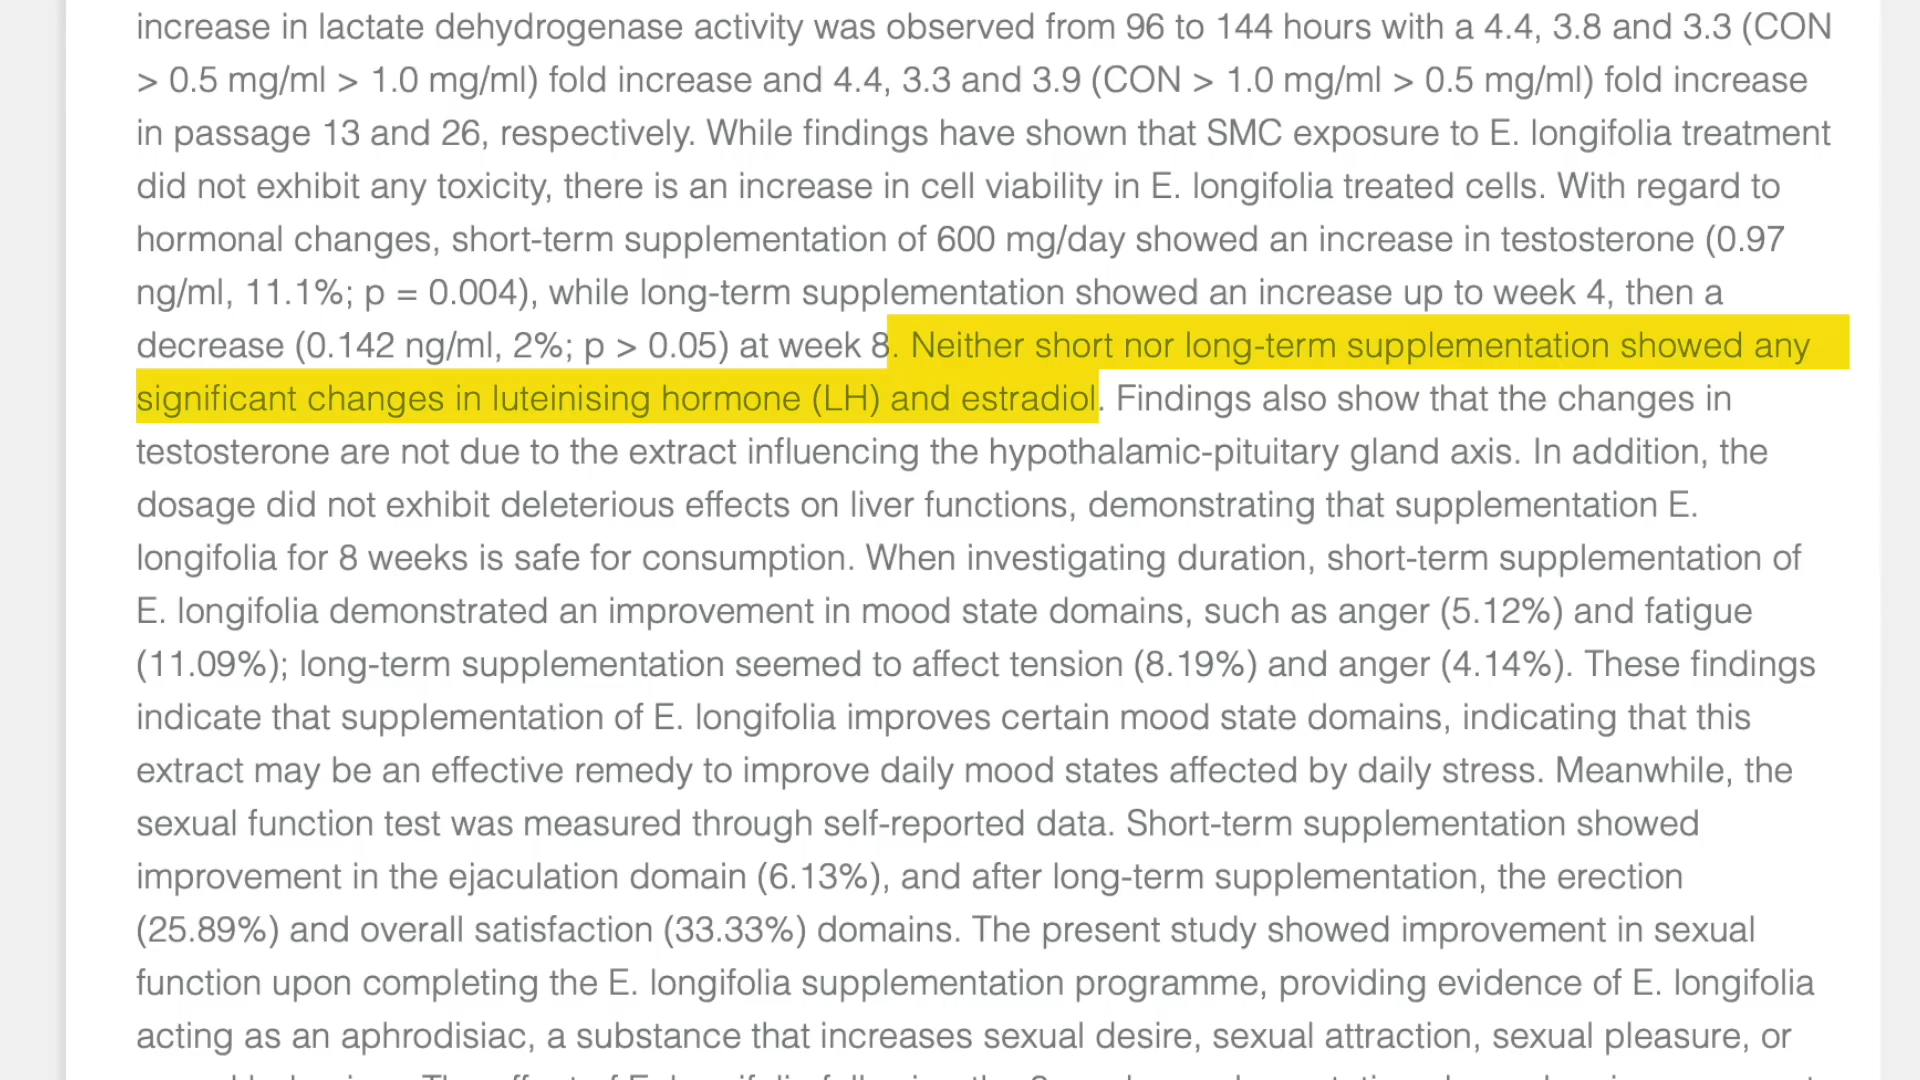 increase in lactate dehydrogenase activity was observed from 96 to 144 hours with a 4.4, 3.8 and 3.3 (CON
> 0.5 mg/ml > 1.0 mg/ml) fold increase and 4.4, 3.3 and 3.9 (CON > 1.0 mg/ml > 0.5 mg/ml) fold increase
in passage 13 and 26, respectively. While findings have shown that SMC exposure to E. longifolia treatment
did not exhibit any toxicity, there is an increase in cell viability in E. longifolia treated cells. With regard to
hormonal changes, short-term supplementation of 600 mg/day showed an increase in testosterone (0.97
ng/ml, 11.1%; p = 0.004), while long-term supplementation showed an increase up to week 4, then a
decrease (0.142 ng/ml, 2%; p > 0.05) at week 8. Neither short nor long-term supplementation showed any
significant changes in luteinising hormone (LH) and estradiol. Findings also show that the changes in
testosterone are not due to the extract influencing the hypothalamic-pituitary gland axis. In addition, the
dosage did not exhibit deleterious effects on liver functions, demonstrating that supplementation E.
longifolia for 8 weeks is safe for consumption. When investigating duration, short-term supplementation of
E. longifolia demonstrated an improvement in mood state domains, such as anger (5.12%) and fatigue
(11.09%); long-term supplementation seemed to affect tension (8.19%) and anger (4.14%). These findings
indicate that supplementation of E. longifolia improves certain mood state domains, indicating that this
extract may be an effective remedy to improve daily mood states affected by daily stress. Meanwhile, the
sexual function test was measured through self-reported data. Short-term supplementation showed
improvement in the ejaculation domain (6.13%), and after long-term supplementation, the erection
(25.89%) and overall satisfaction (33.33%) domains. The present study showed improvement in sexual
function upon completing the E. longifolia supplementation programme, providing evidence of E. longifolia
acting as an aphrodisiac, a substance that increases sexual desire, sexual attraction, sexual pleasure, or